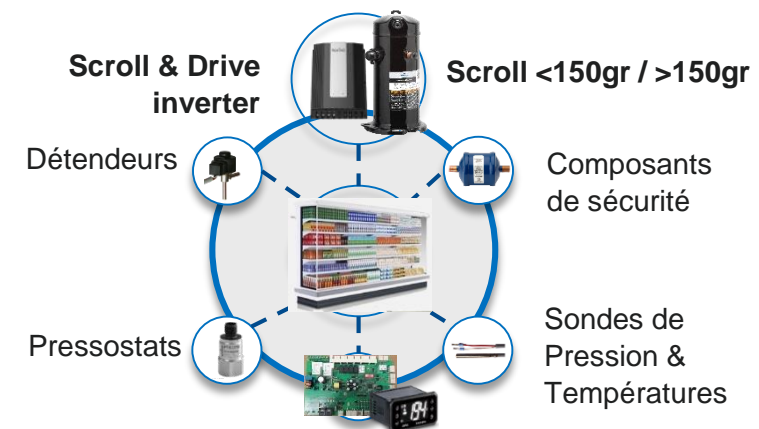 Scroll & Drive
inverter
Scroll <150gr / >150gr
Détendeurs
Composants
de sécurité
Pressostats
Sondes de
Pression &
Températures